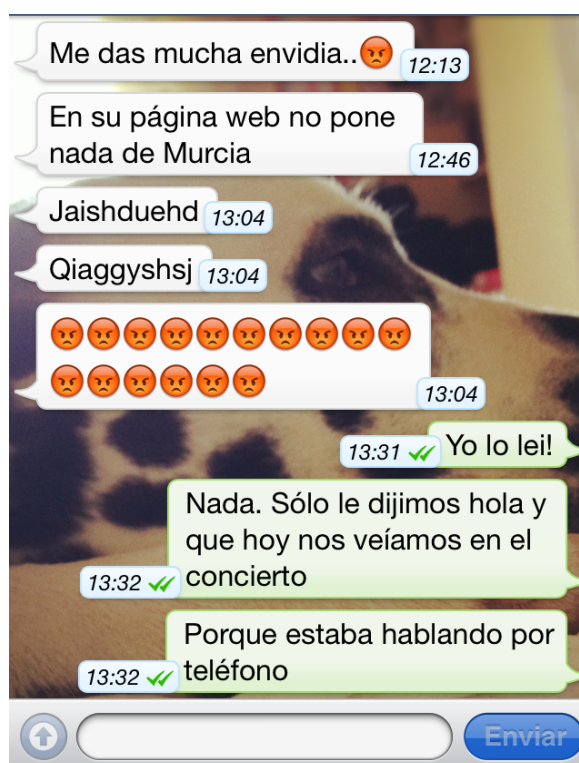 Me das mucha envidia..😡 12:13
En su página web no pone
nada de Murcia 12:46
Jaishduehd 13:04
Qiaggyshsj 13:04
😡😡😡😡😡😡😡😡😡😡
😡😡😡😡😡😡 13:04
13:31 Yo lo lei!
Nada. Sólo le dijimos hola y
que hoy nos veíamos en el
13:32 concierto
Porque estaba hablando por
13:32 teléfono
Enviar